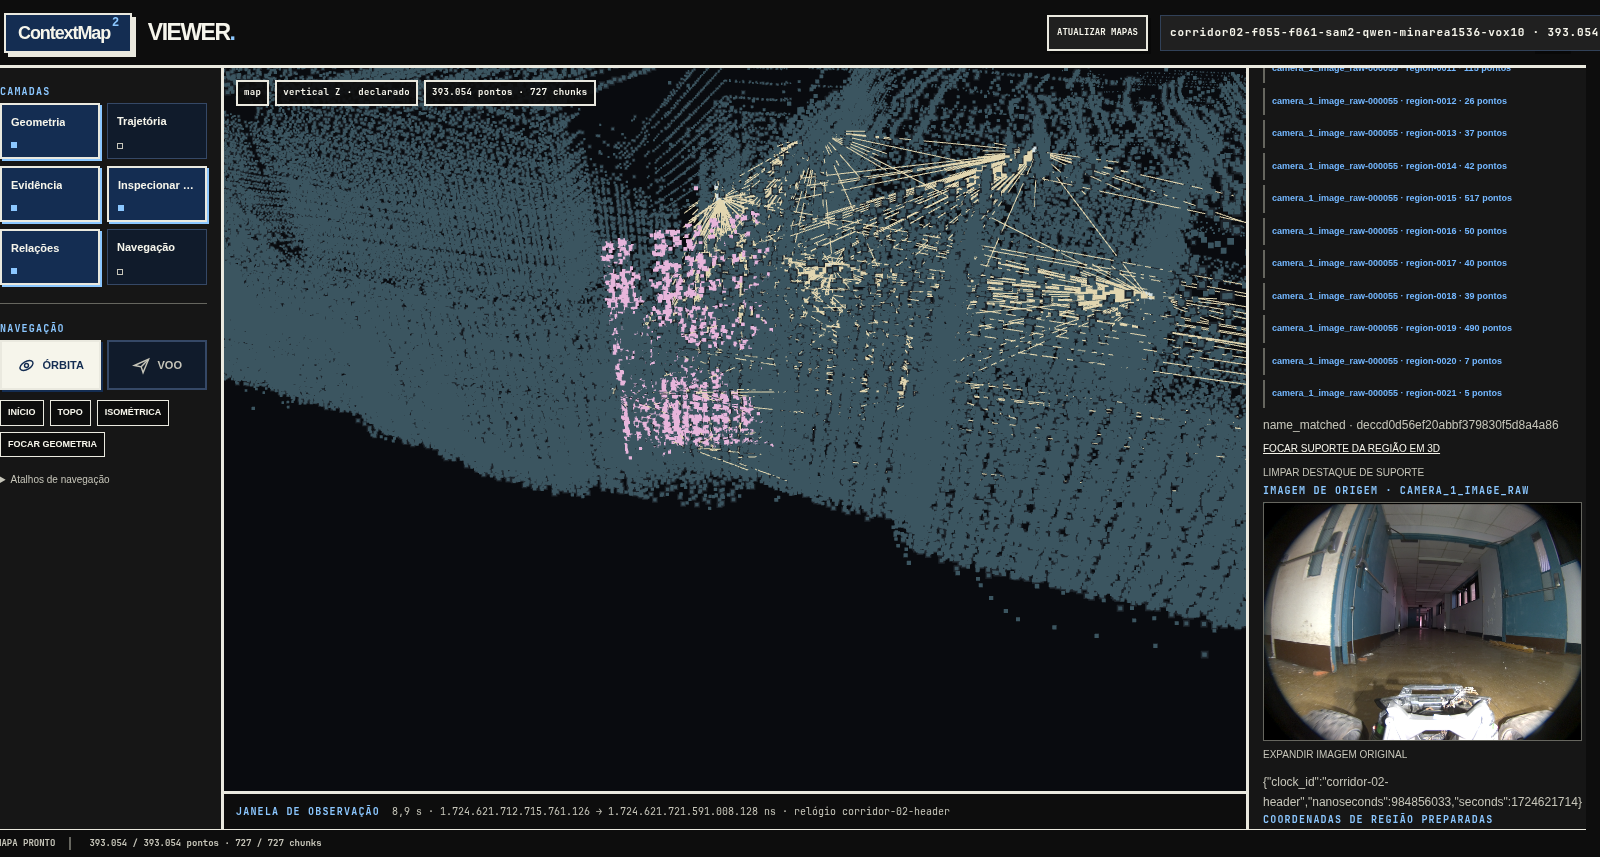 ContextMap 2 VIEWER.
ATUALIZAR MAPAS
corridor02-f055-f061-sam2-qwen-minarea1536-vox10 · 393.054
CAMADAS
Geometria
Trajetória
Evidência
Inspecionar ...
Relações
Navegação
NAVEGAÇÃO
ÓRBITA
VOO
INÍCIO
TOPO
ISOMÉTRICA
FOCAR GEOMETRIA
Atalhos de navegação
map
vertical Z · declarado
393.054 pontos · 727 chunks
JANELA DE OBSERVAÇÃO 8,9 s · 1.724.621.712.715.761.126 → 1.724.621.721.591.008.128 ns · relógio corridor-02-header
camera_1_image_raw-000055 · region-0011 · 113 pontos
camera_1_image_raw-000055 · region-0012 · 26 pontos
camera_1_image_raw-000055 · region-0013 · 37 pontos
camera_1_image_raw-000055 · region-0014 · 42 pontos
camera_1_image_raw-000055 · region-0015 · 517 pontos
camera_1_image_raw-000055 · region-0016 · 50 pontos
camera_1_image_raw-000055 · region-0017 · 40 pontos
camera_1_image_raw-000055 · region-0018 · 39 pontos
camera_1_image_raw-000055 · region-0019 · 490 pontos
camera_1_image_raw-000055 · region-0020 · 7 pontos
camera_1_image_raw-000055 · region-0021 · 5 pontos
name_matched · deccd0d56ef20abbf379830f5d8a4a86
FOCAR SUPORTE DA REGIÃO EM 3D
LIMPAR DESTAQUE DE SUPORTE
IMAGEM DE ORIGEM · CAMERA_1_IMAGE_RAW
EXPANDIR IMAGEM ORIGINAL
{"clock_id":"corridor-02-
header","nanoseconds":984856033,"seconds":1724621714}
COORDENADAS DE REGIÃO PREPARADAS
MAPA PRONTO
393.054 / 393.054 pontos · 727 / 727 chunks